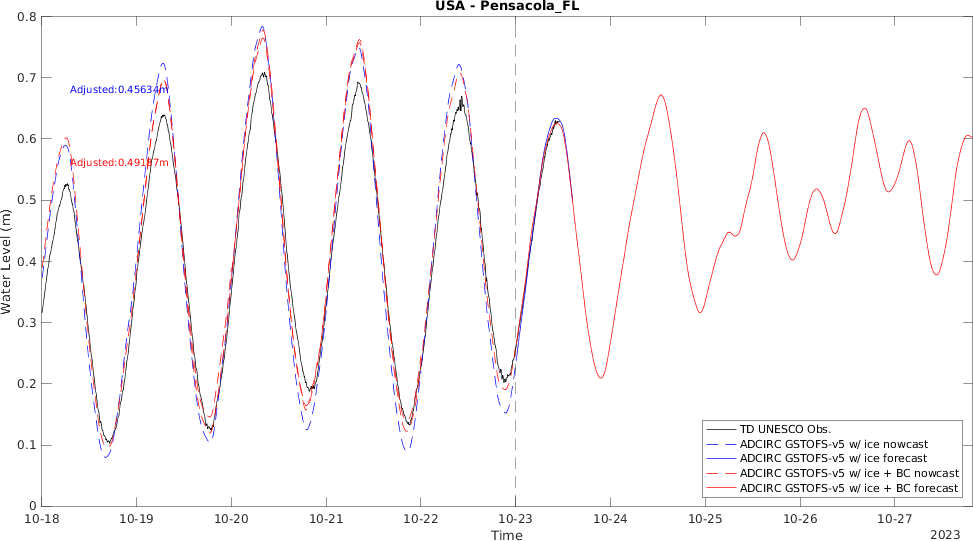 USA - Pensacola_FL
0.8
0.7
Adjusted:0.45634m
0.6
Adjusted:0.49187m
0.5
Water Level (m)
0.4
0.3
0.2
0.1
0
TD UNESCO Obs.
ADCIRC GSTOFS-v5 w/ ice nowcast
ADCIRC GSTOFS-v5 w/ ice forecast
ADCIRC GSTOFS-v5 w/ ice + BC nowcast
ADCIRC GSTOFS-v5 w/ ice + BC forecast
10-18 10-19 10-20 10-21 10-22 10-23 10-24 10-25 10-26 10-27
Time
2023